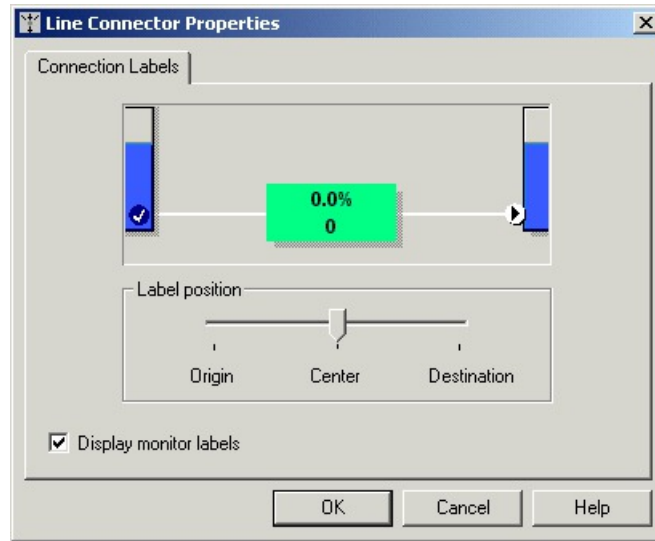 Line Connector Properties
Connection Labels
0.0%
0
Label position
Origin Center Destination
Display monitor labels
OK Cancel Help